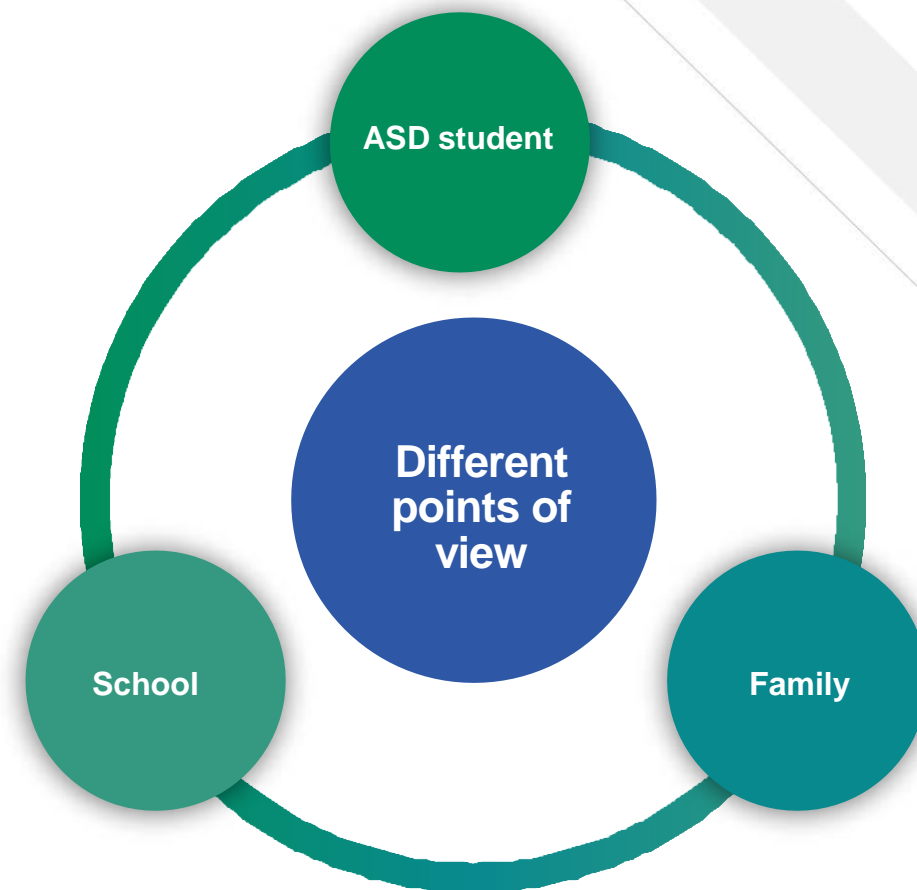 ASD student
Different
points of
view
School
Family